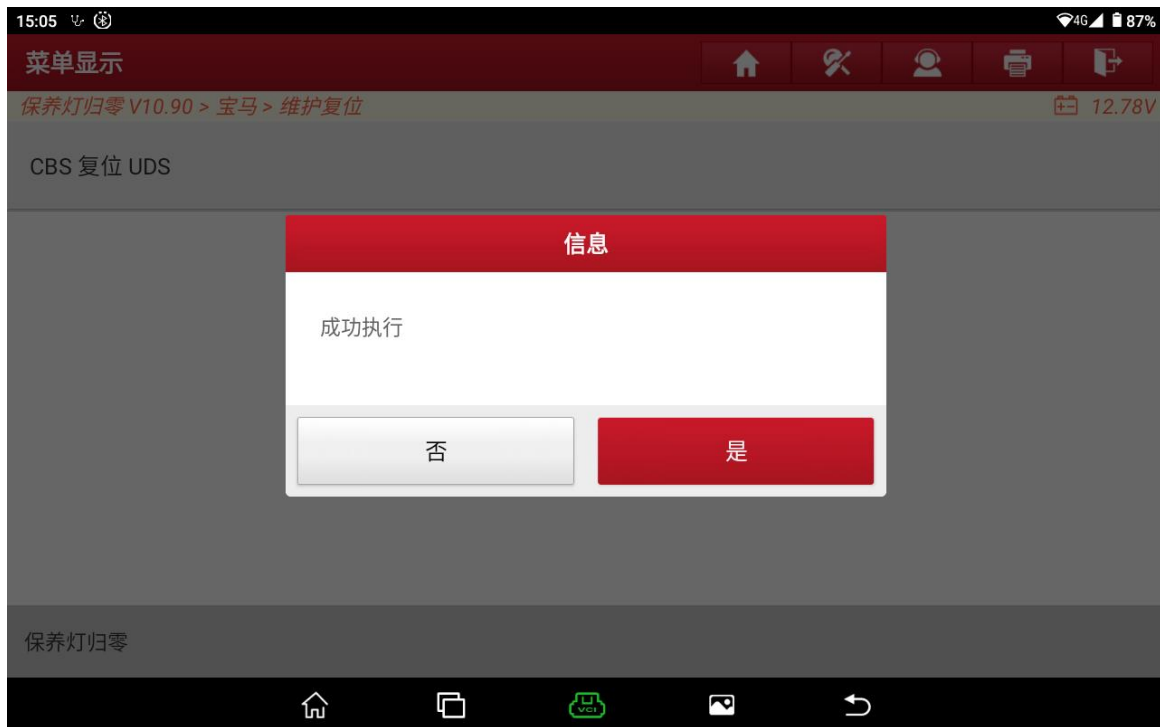 15:05 4G 87%
菜单显示
保养灯归零 V10.90 > 宝马 > 维护复位 12.78V
CBS 复位 UDS
信息
成功执行
否 是
保养灯归零
VCI